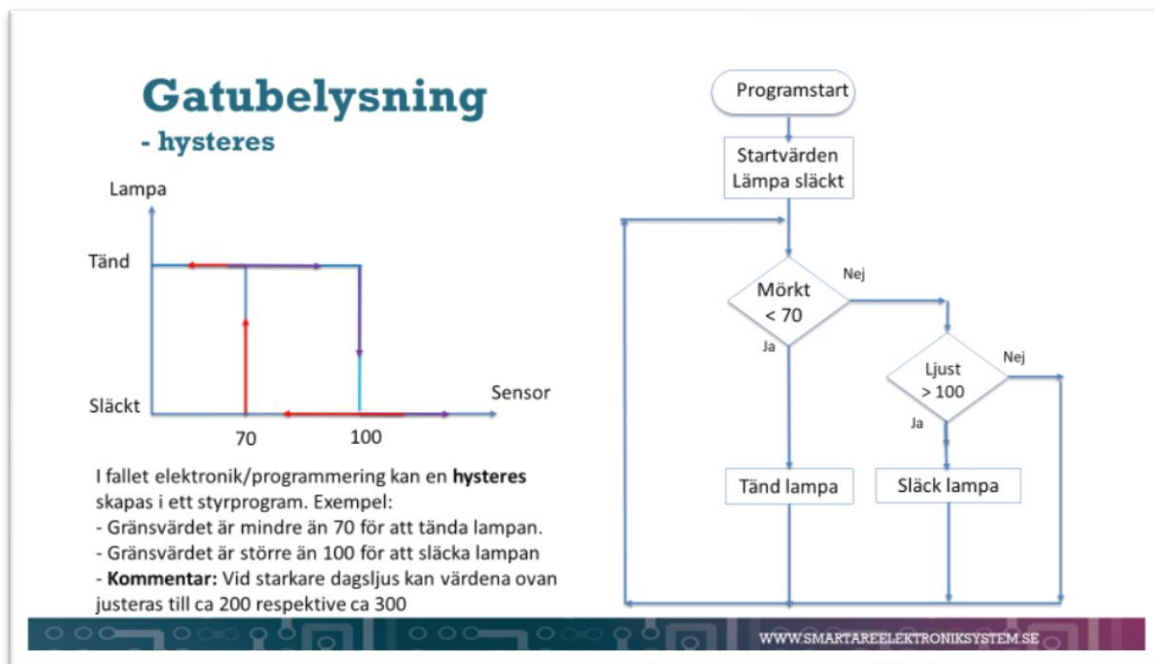 Gatubelysning
- hysteres
Lampa
Tänd
Släckt
Sensor
70
100
I fallet elektronik/programmering kan en hysteres
skapas i ett styrprogram. Exempel:
- Gränsvärdet är mindre än 70 för att tända lampan.
- Gränsvärdet är större än 100 för att släcka lampan
- Kommentar: Vid starkare dagsljus kan värdena ovan
justeras till ca 200 respektive ca 300
Programstart
Startvärden
Lämpa släckt
Mörkt
< 70
Nej
Ja
Ljust
> 100
Nej
Ja
Tänd lampa
Släck lampa
WWW.SMARTAREELEKTRONIKSYSTEM.SE